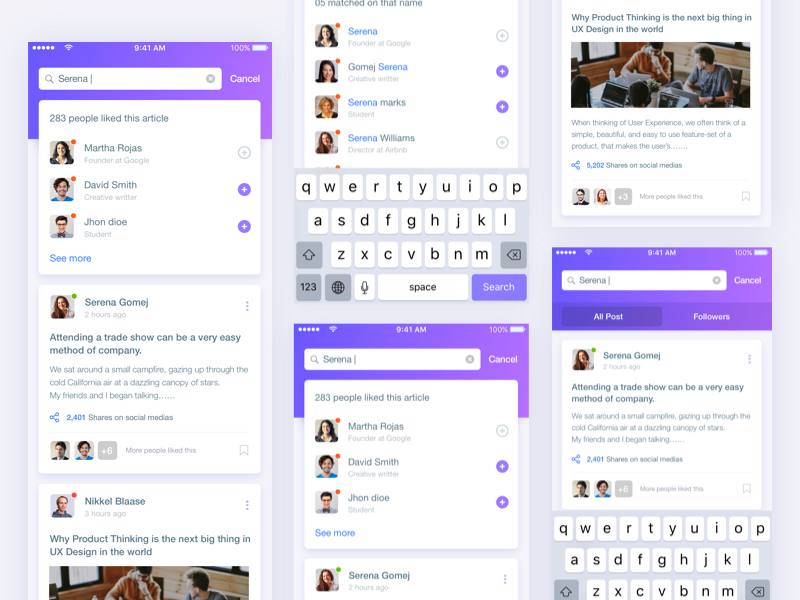 9:41 AM
100%
Serena |
Cancel
283 people liked this article
Martha Rojas
Founder at Google
David Smith
Creative writter
Jhon dioe
Student
See more
Serena Gomej
2 hours ago
Attending a trade show can be a very easy
method of company.
We sat around a small campfire, gazing up through the
cold California air at a dazzling canopy of stars.
My friends and I began talking……
2,401 Shares on social medias
+6
More people liked this
Nikkel Blaase
3 hours ago
Why Product Thinking is the next big thing in
UX Design in the world
05 matched on that name
Serena
Founder at Google
Gomej Serena
Creative writter
Serena marks
Student
Serena Williams
Director at Airbnb
q w e r t y u i o p
a s d f g h j k l
z x c v b n m
123
space
Search
9:41 AM
100%
Serena |
Cancel
283 people liked this article
Martha Rojas
Founder at Google
David Smith
Creative writter
Jhon dioe
Student
See more
Serena Gomej
2 hours ago
Why Product Thinking is the next big thing in
UX Design in the world
When thinking of User Experience, we often think of a
simple, beautiful, and easy to use feature-set of a
product, that makes the user's…….
5,202 Shares on social medias
+3
More people liked this
9:41 AM
100%
Serena |
Cancel
All Post
Followers
Serena Gomej
2 hours ago
Attending a trade show can be a very easy
method of company.
We sat around a small campfire, gazing up through the
cold California air at a dazzling canopy of stars.
My friends and I began talking……
2,401 Shares on social medias
+6
More people liked this
q w e r t y u i o p
a s d f g h j k l
z x c v b n m